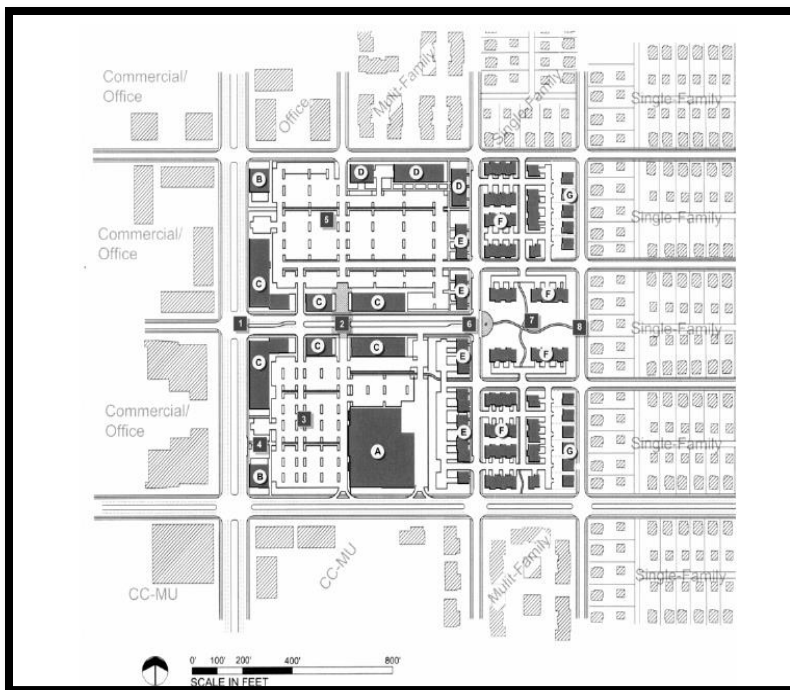 Commercial/
Office
Office
Multi-Family
Single-Family
Single-Family
B
D
D
D
G
5
F
E
Commercial/
Office
C
E
F
C
C
1
2
6
7
8
Single-Family
C
C
C
E
F
Commercial/
Office
3
A
4
E
F
G
Single-Family
B
CC-MU
CC-MU
Mulit-Family
Single-Family
0' 100' 200' 400' 800'
SCALE IN FEET